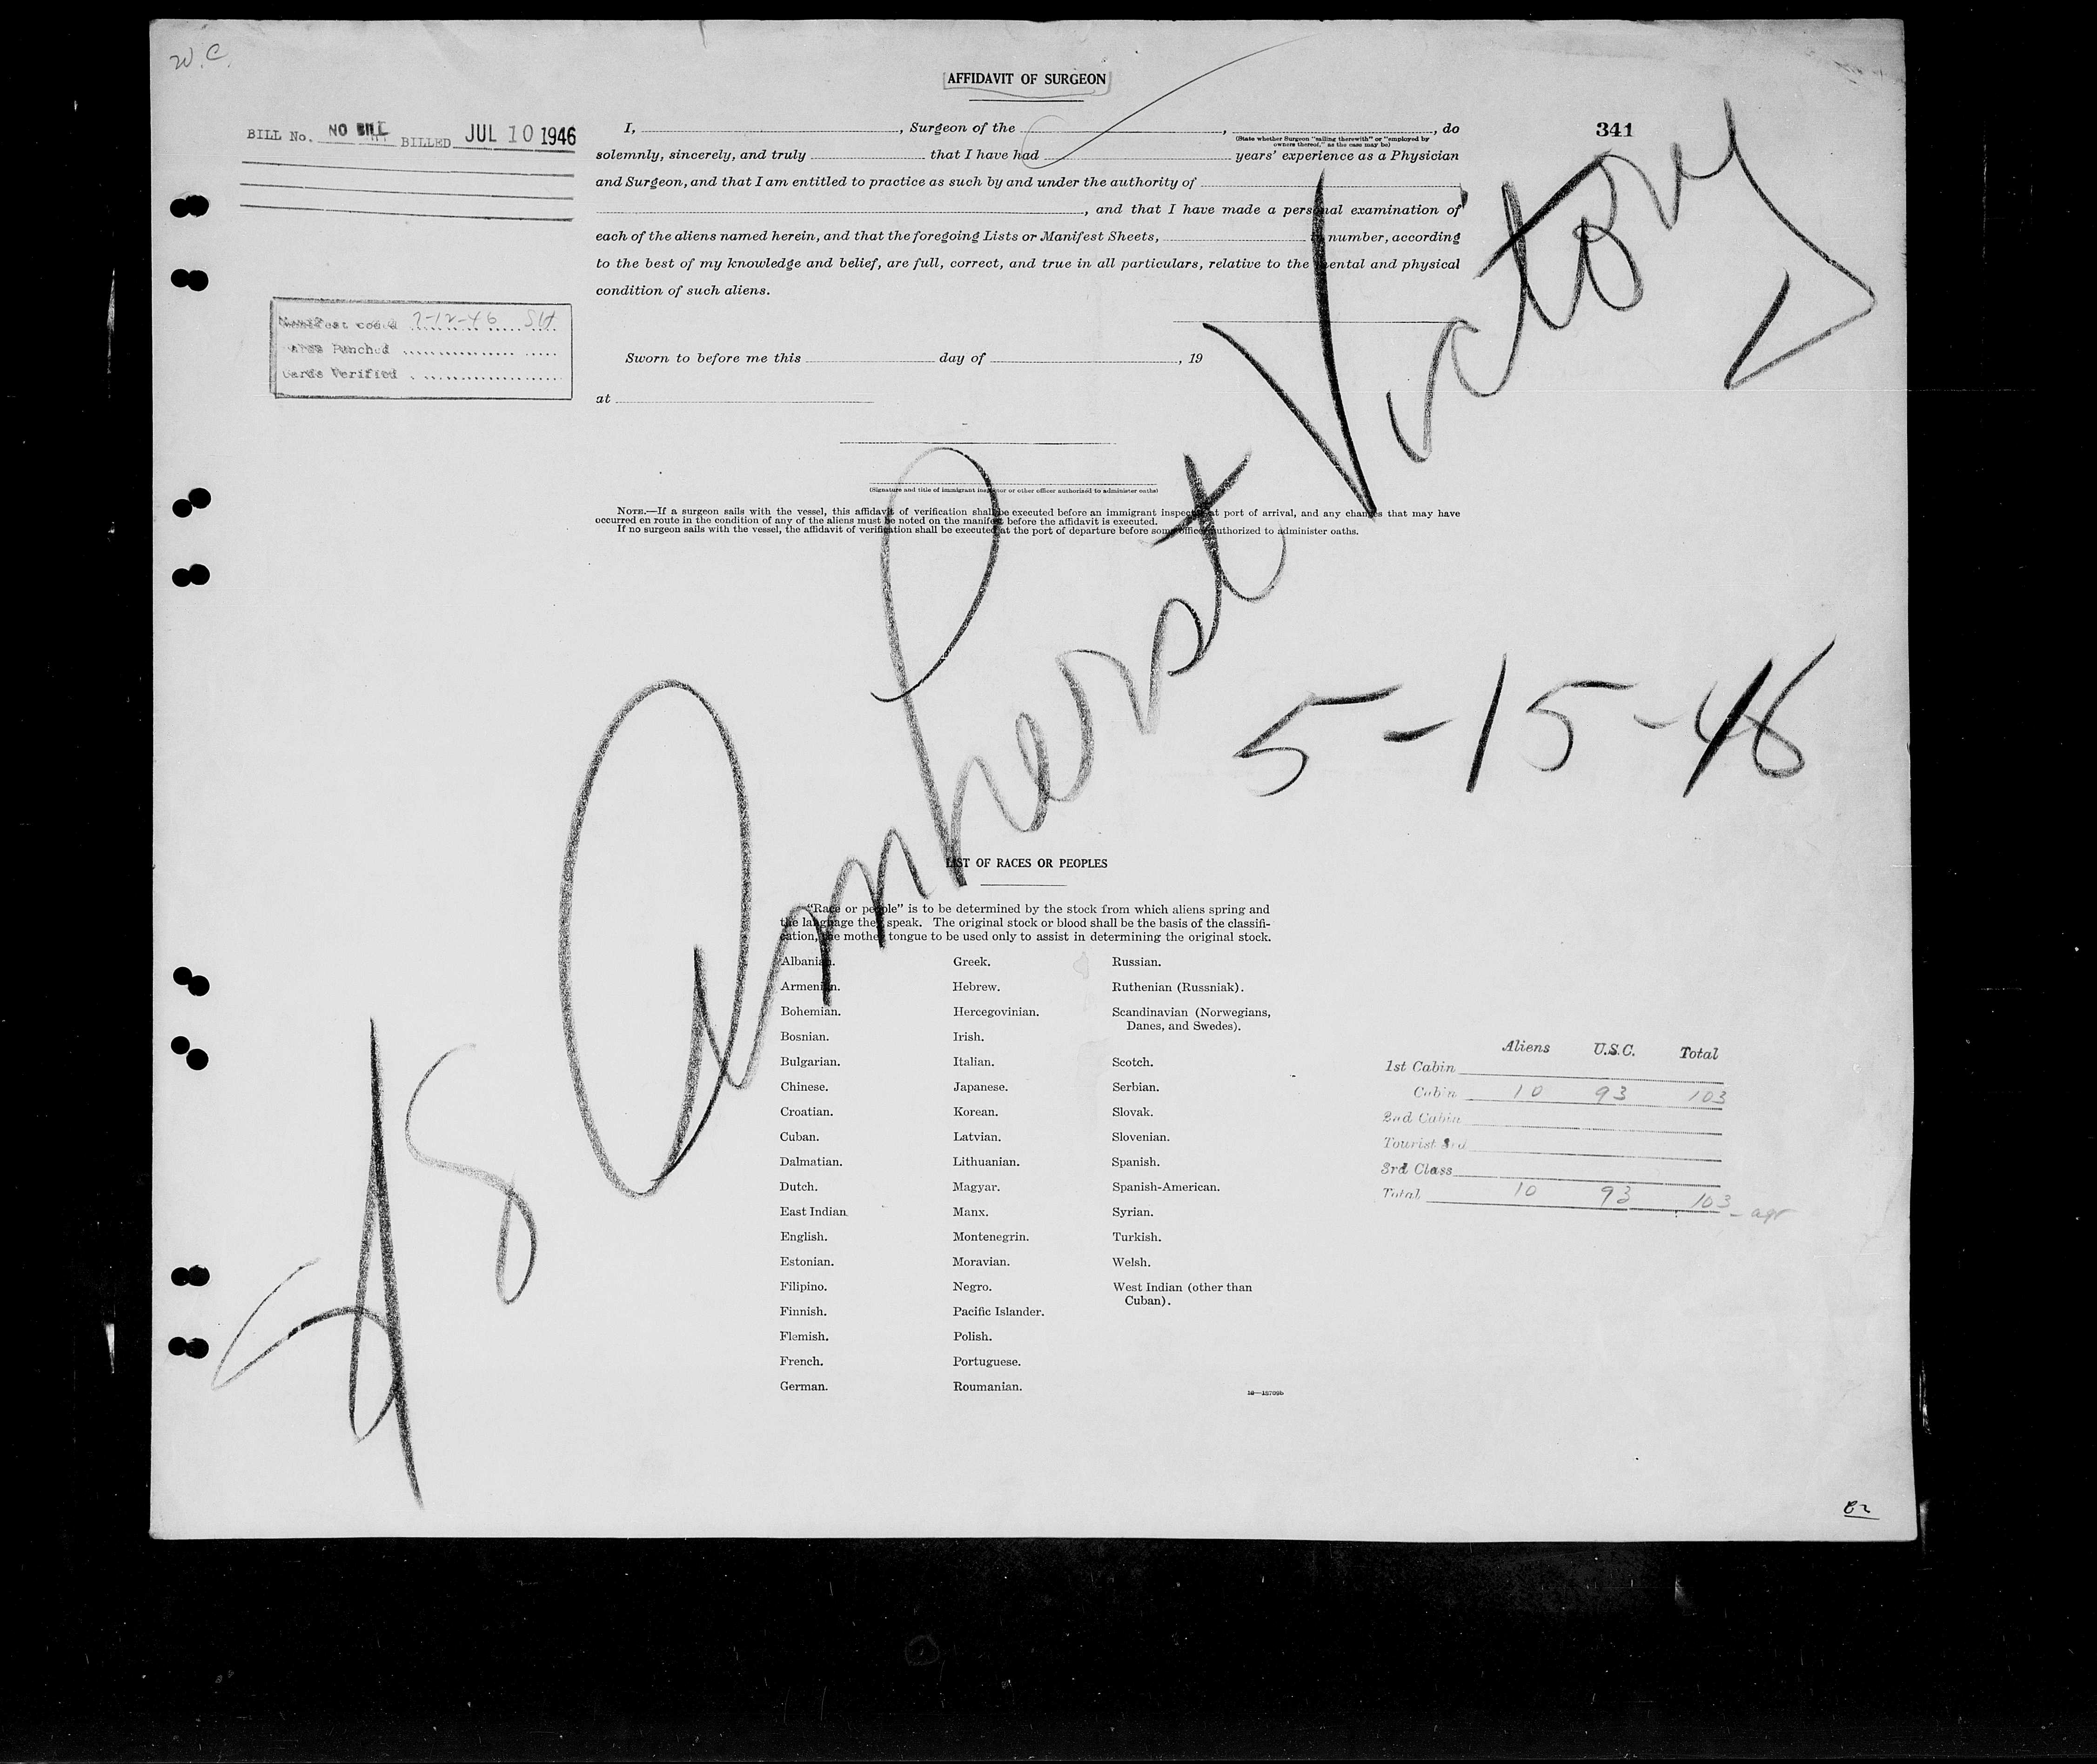 W.C.
AFFIDAVIT OF SURGEON
341
BILL No. NO BILL BILLED JUL 10 1946
I, , Surgeon of the , , do
(State whether Surgeon "sailing therewith" or "employed by
owners thereof," as the case may be)
solemnly, sincerely, and truly that I have had years' experience as a Physician
and Surgeon, and that I am entitled to practice as such by and under the authority of
, and that I have made a personal examination of
each of the aliens named herein, and that the foregoing Lists or Manifest Sheets, in number, according
to the best of my knowledge and belief, are full, correct, and true in all particulars, relative to the mental and physical
condition of such aliens.
Manifest coded 7-12-46 SH
Punched
Cards Verified
Sworn to before me this day of , 19
at
(Signature and title of immigrant inspector or other officer authorized to administer oaths)
NOTE.—If a surgeon sails with the vessel, this affidavit of verification shall be executed before an immigrant inspector at port of arrival, and any changes that may have
occurred en route in the condition of any of the aliens must be noted on the manifest before the affidavit is executed.
If no surgeon sails with the vessel, the affidavit of verification shall be executed at the port of departure before some officer authorized to administer oaths.
SS Amherst Victory
5-15-46
LIST OF RACES OR PEOPLES
"Race or people" is to be determined by the stock from which aliens spring and
the language they speak. The original stock or blood shall be the basis of the classifi-
cation, the mother tongue to be used only to assist in determining the original stock.
Albanian.
Armenian.
Bohemian.
Bosnian.
Bulgarian.
Chinese.
Croatian.
Cuban.
Dalmatian.
Dutch.
East Indian.
English.
Estonian.
Filipino.
Finnish.
Flemish.
French.
German.
Greek.
Hebrew.
Hercegovinian.
Irish.
Italian.
Japanese.
Korean.
Latvian.
Lithuanian.
Magyar.
Manx.
Montenegrin.
Moravian.
Negro.
Pacific Islander.
Polish.
Portuguese.
Roumanian.
Russian.
Ruthenian (Russniak).
Scandinavian (Norwegians,
Danes, and Swedes).
Scotch.
Serbian.
Slovak.
Slovenian.
Spanish.
Spanish-American.
Syrian.
Turkish.
Welsh.
West Indian (other than
Cuban).
Aliens U.S.C. Total
1st Cabin
Cabin 10 93 103
2nd Cabin
Tourist 3rd
3rd Class
Total 10 93 103 - agr